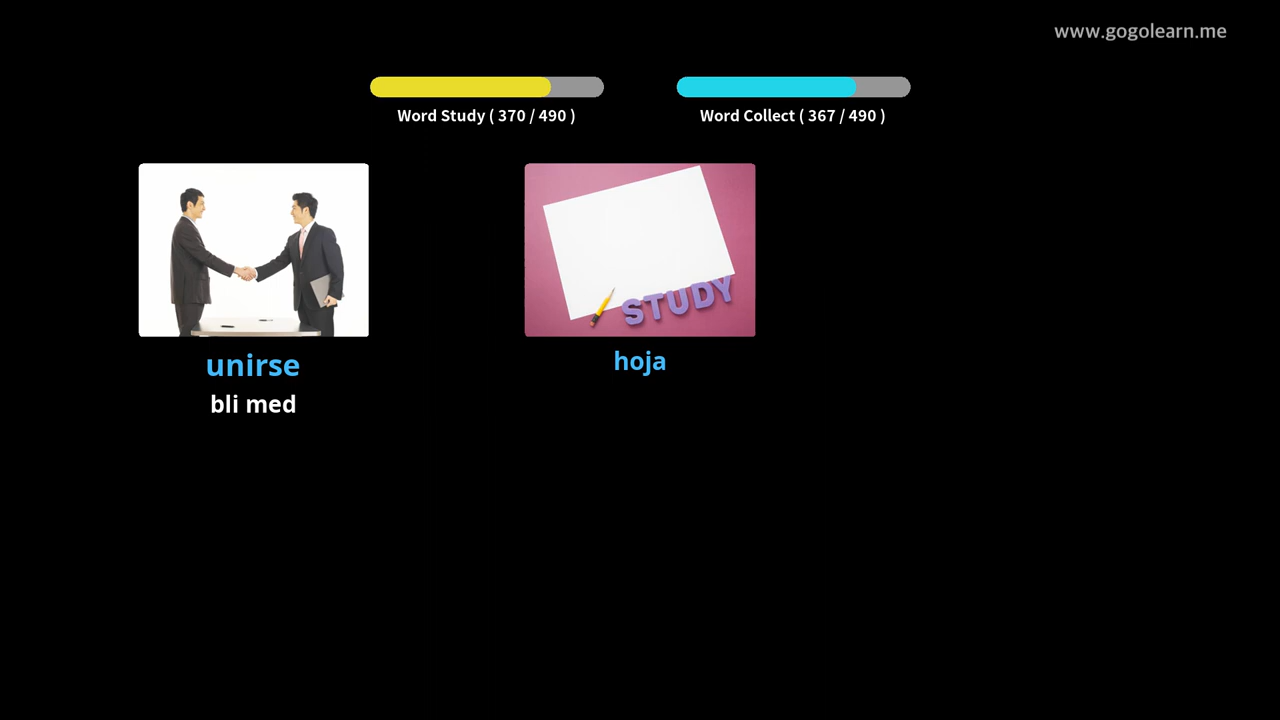 www.gogolearn.me
Word Study ( 370 / 490 )
Word Collect ( 367 / 490 )
STUDY
unirse
hoja
bli med